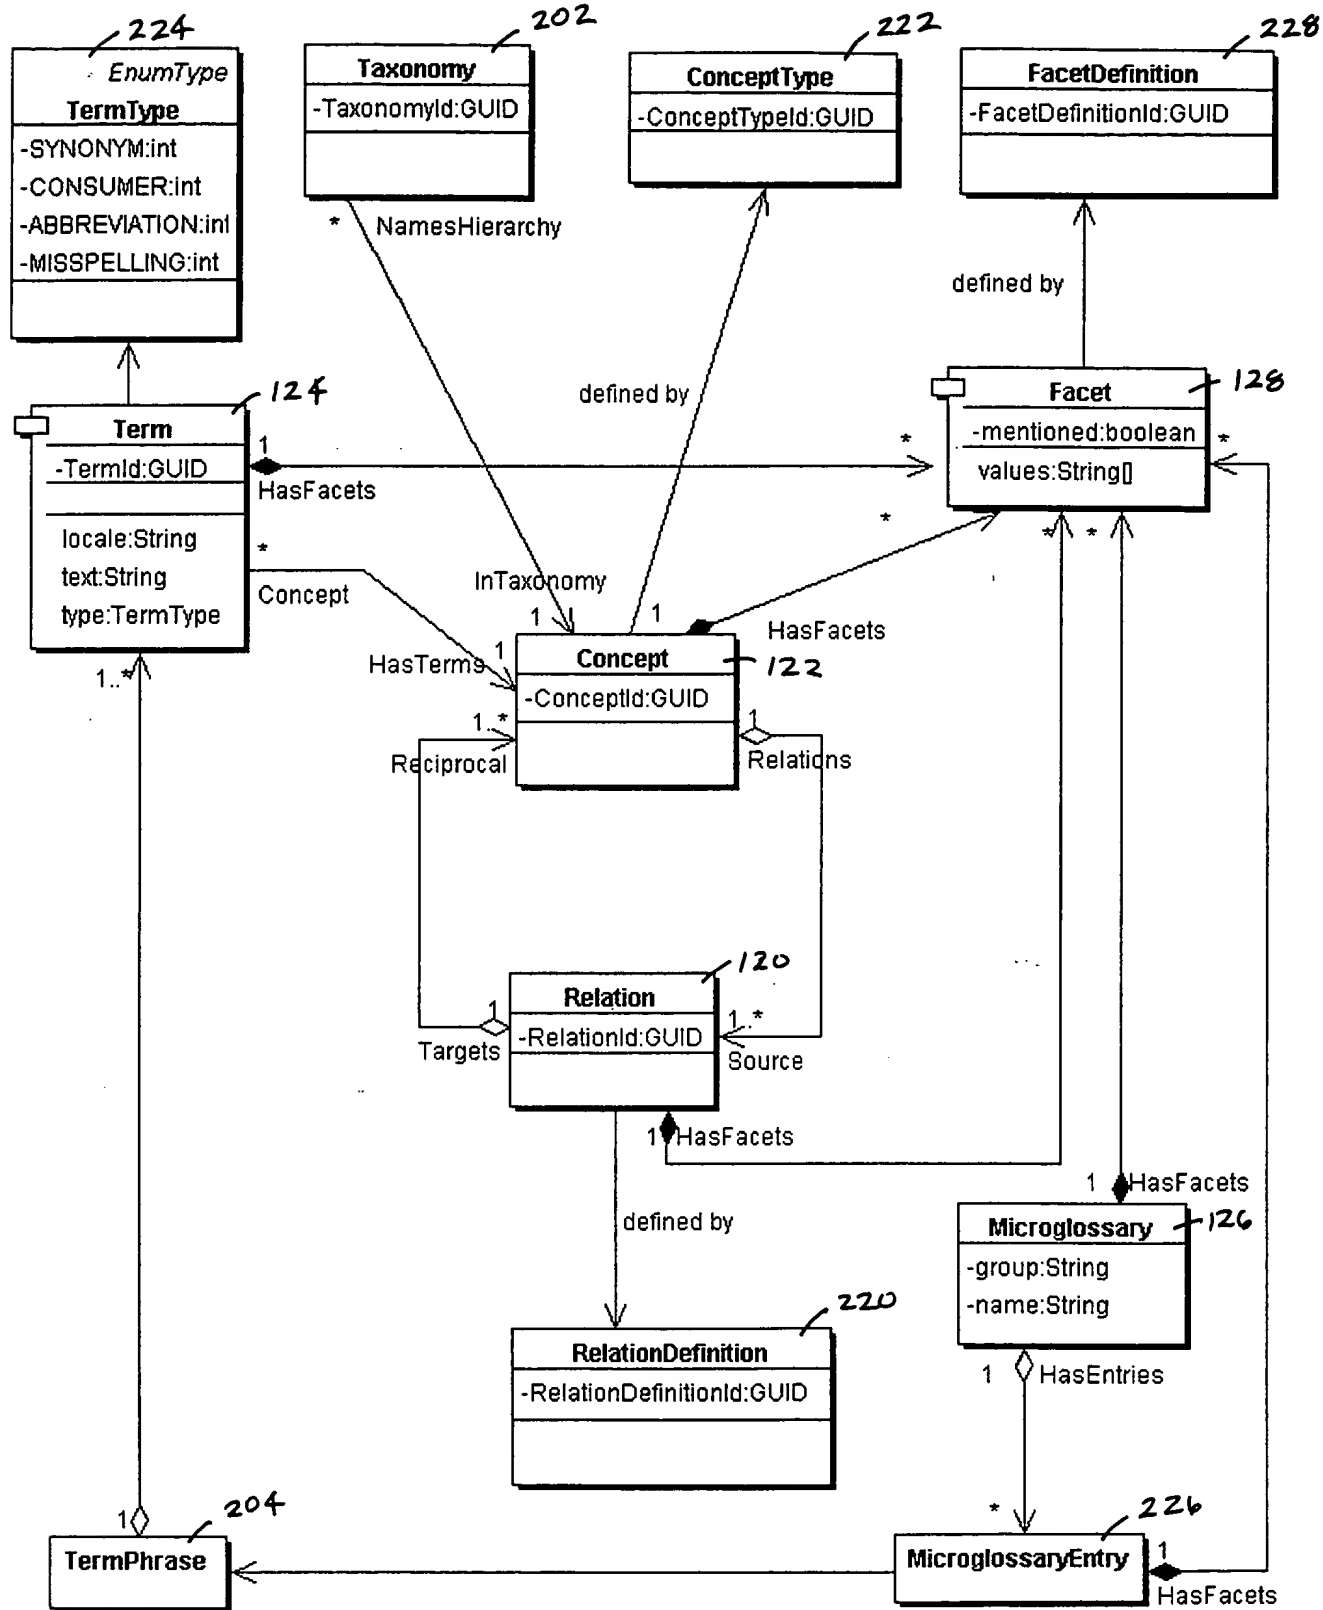 224
EnumType
TermType
-SYNONYM:int
-CONSUMER:int
-ABBREVIATION:int
-MISSPELLING:int
202
Taxonomy
-TaxonomyId:GUID
222
ConceptType
-ConceptTypeId:GUID
228
FacetDefinition
-FacetDefinitionId:GUID
* NamesHierarchy
defined by
defined by
124
Term
-TermId:GUID
locale:String
text:String
type:TermType
1
HasFacets
*
128
Facet
-mentioned:boolean
values:String[]
*
*
Concept
InTaxonomy
1
1
*
HasFacets
* *
HasTerms
1
122
Concept
-ConceptId:GUID
1..*
1..*
Reciprocal
1
Relations
120
Relation
-RelationId:GUID
1
Targets
1..*
Source
1 HasFacets
defined by
1 HasFacets
126
Microglossary
-group:String
-name:String
220
RelationDefinition
-RelationDefinitionId:GUID
1 HasEntries
*
1
204
TermPhrase
226
MicroglossaryEntry
1
HasFacets